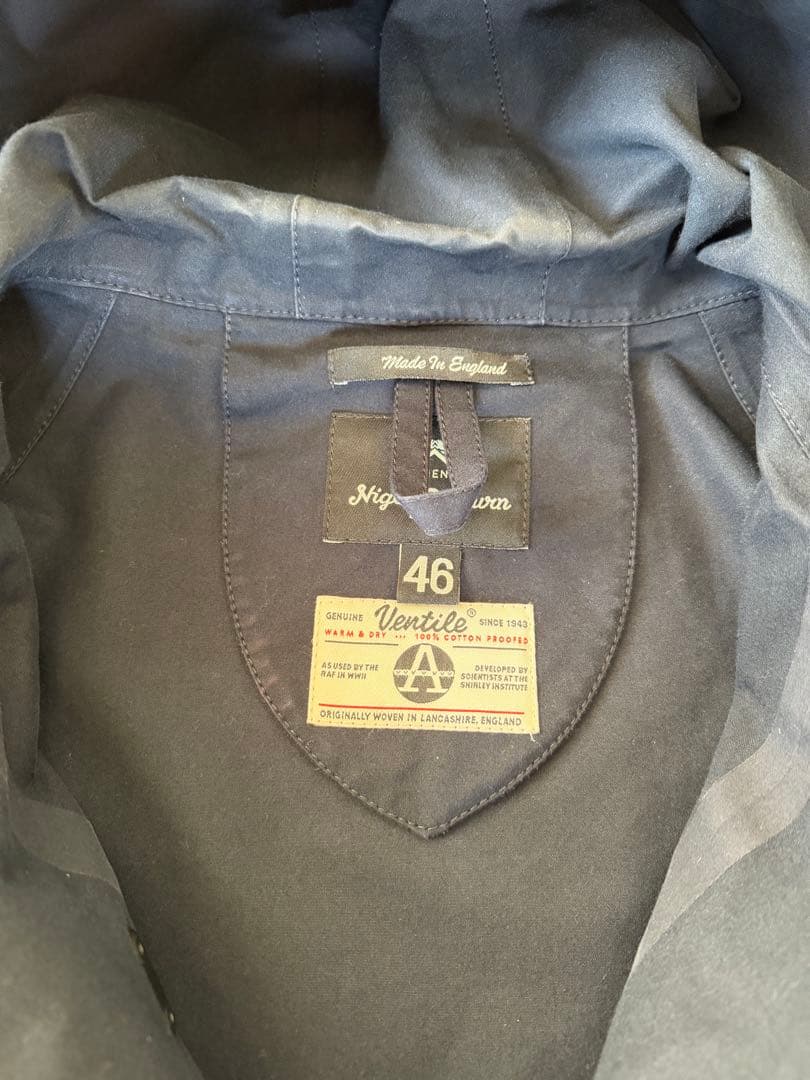 Made In England
EN
Nig wn
46
GENUINE Ventile® SINCE 1943
WARM & DRY ... 100% COTTON PROOFED
AS USED BY THE
RAF IN WWII
A
DEVELOPED BY
SCIENTISTS AT THE
SHIRLEY INSTITUTE
ORIGINALLY WOVEN IN LANCASHIRE, ENGLAND